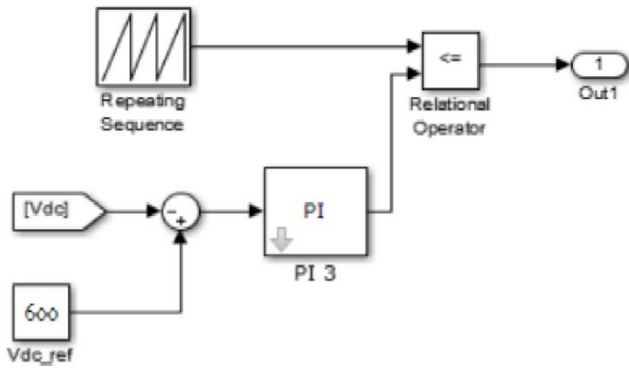 Repeating
Sequence
<=
Relational
Operator
1
Out1
[Vdc]
-
+
PI
PI 3
600
Vdc_ref